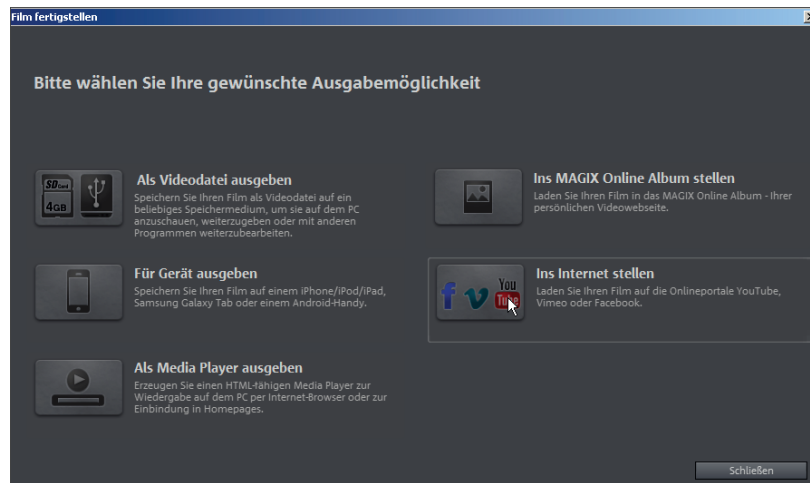 Film fertigstellen
Bitte wählen Sie Ihre gewünschte Ausgabemöglichkeit
SD Card
4GB
Als Videodatei ausgeben
Speichern Sie Ihren Film als Videodatei auf ein
beliebiges Speichermedium, um sie auf dem PC
anzuschauen, weiterzugeben oder mit anderen
Programmen weiterzubearbeiten.
Für Gerät ausgeben
Speichern Sie Ihren Film auf einem iPhone/iPod/iPad,
Samsung Galaxy Tab oder einem Android-Handy.
Als Media Player ausgeben
Erzeugen Sie einen HTML-fähigen Media Player zur
Wiedergabe auf dem PC per Internet-Browser oder zur
Einbindung in Homepages.
Ins MAGIX Online Album stellen
Laden Sie Ihren Film in das MAGIX Online Album - Ihrer
persönlichen Videowebseite.
f v You
Tube
Ins Internet stellen
Laden Sie Ihren Film auf die Onlineportale YouTube,
Vimeo oder Facebook.
Schließen